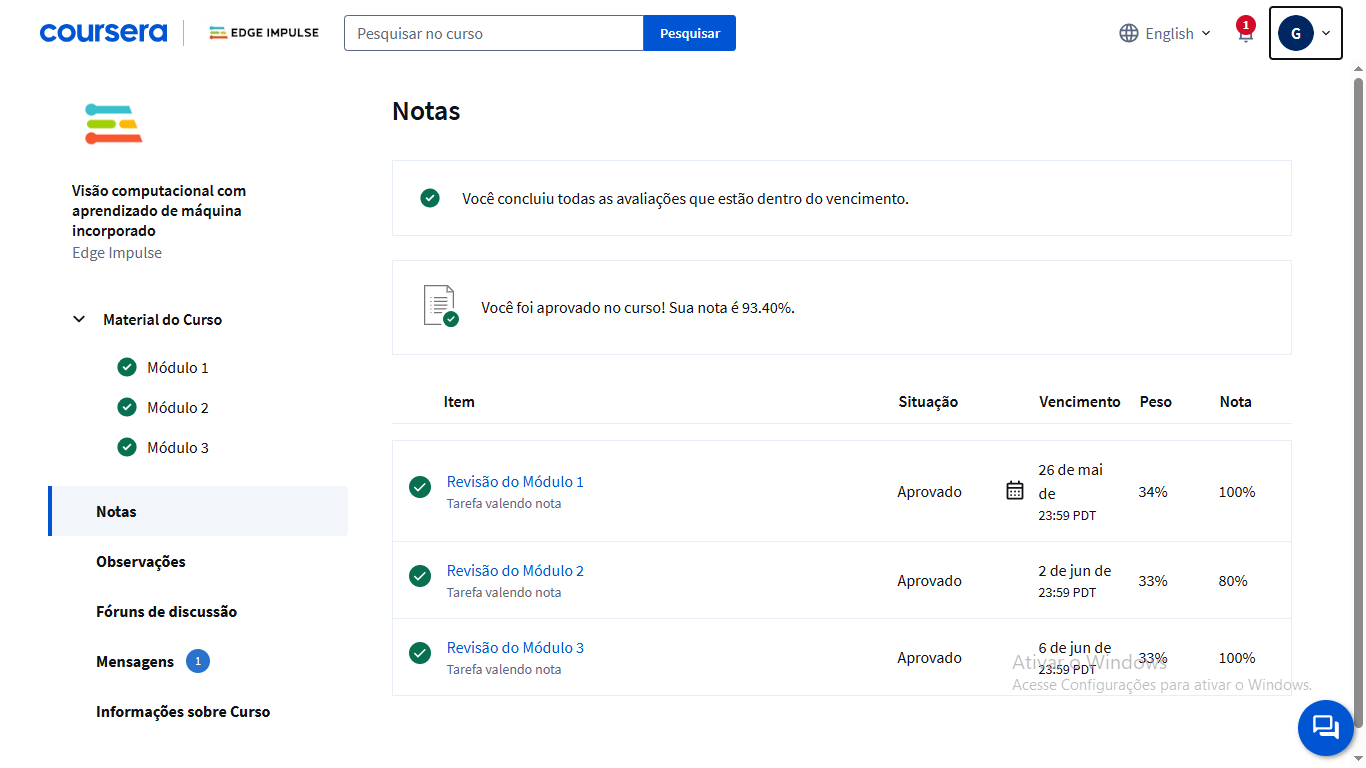 coursera
EDGE IMPULSE
Pesquisar no curso
Pesquisar
English
1
G
Visão computacional com
aprendizado de máquina
incorporado
Edge Impulse
Material do Curso
Módulo 1
Módulo 2
Módulo 3
Notas
Observações
Fóruns de discussão
Mensagens 1
Informações sobre Curso
Notas
Você concluiu todas as avaliações que estão dentro do vencimento.
Você foi aprovado no curso! Sua nota é 93.40%.
Item Situação Vencimento Peso Nota
Revisão do Módulo 1
Tarefa valendo nota
Aprovado
26 de mai
de
23:59 PDT
34%
100%
Revisão do Módulo 2
Tarefa valendo nota
Aprovado
2 de jun de
23:59 PDT
33%
80%
Revisão do Módulo 3
Tarefa valendo nota
Aprovado
6 de jun de
23:59 PDT
33%
100%
Ativar o Windows
Acesse Configurações para ativar o Windows.